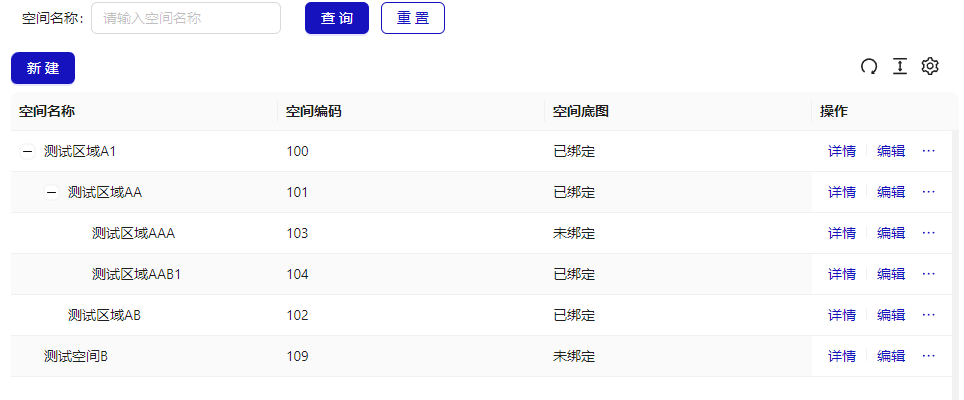 空间名称: 请输入空间名称 查 询 重 置
新 建
空间名称 空间编码 空间底图 操作
测试区域A1 100 已绑定 详情 编辑 ···
测试区域AA 101 已绑定 详情 编辑 ···
测试区域AAA 103 未绑定 详情 编辑 ···
测试区域AAB1 104 已绑定 详情 编辑 ···
测试区域AB 102 已绑定 详情 编辑 ···
测试空间B 109 未绑定 详情 编辑 ···